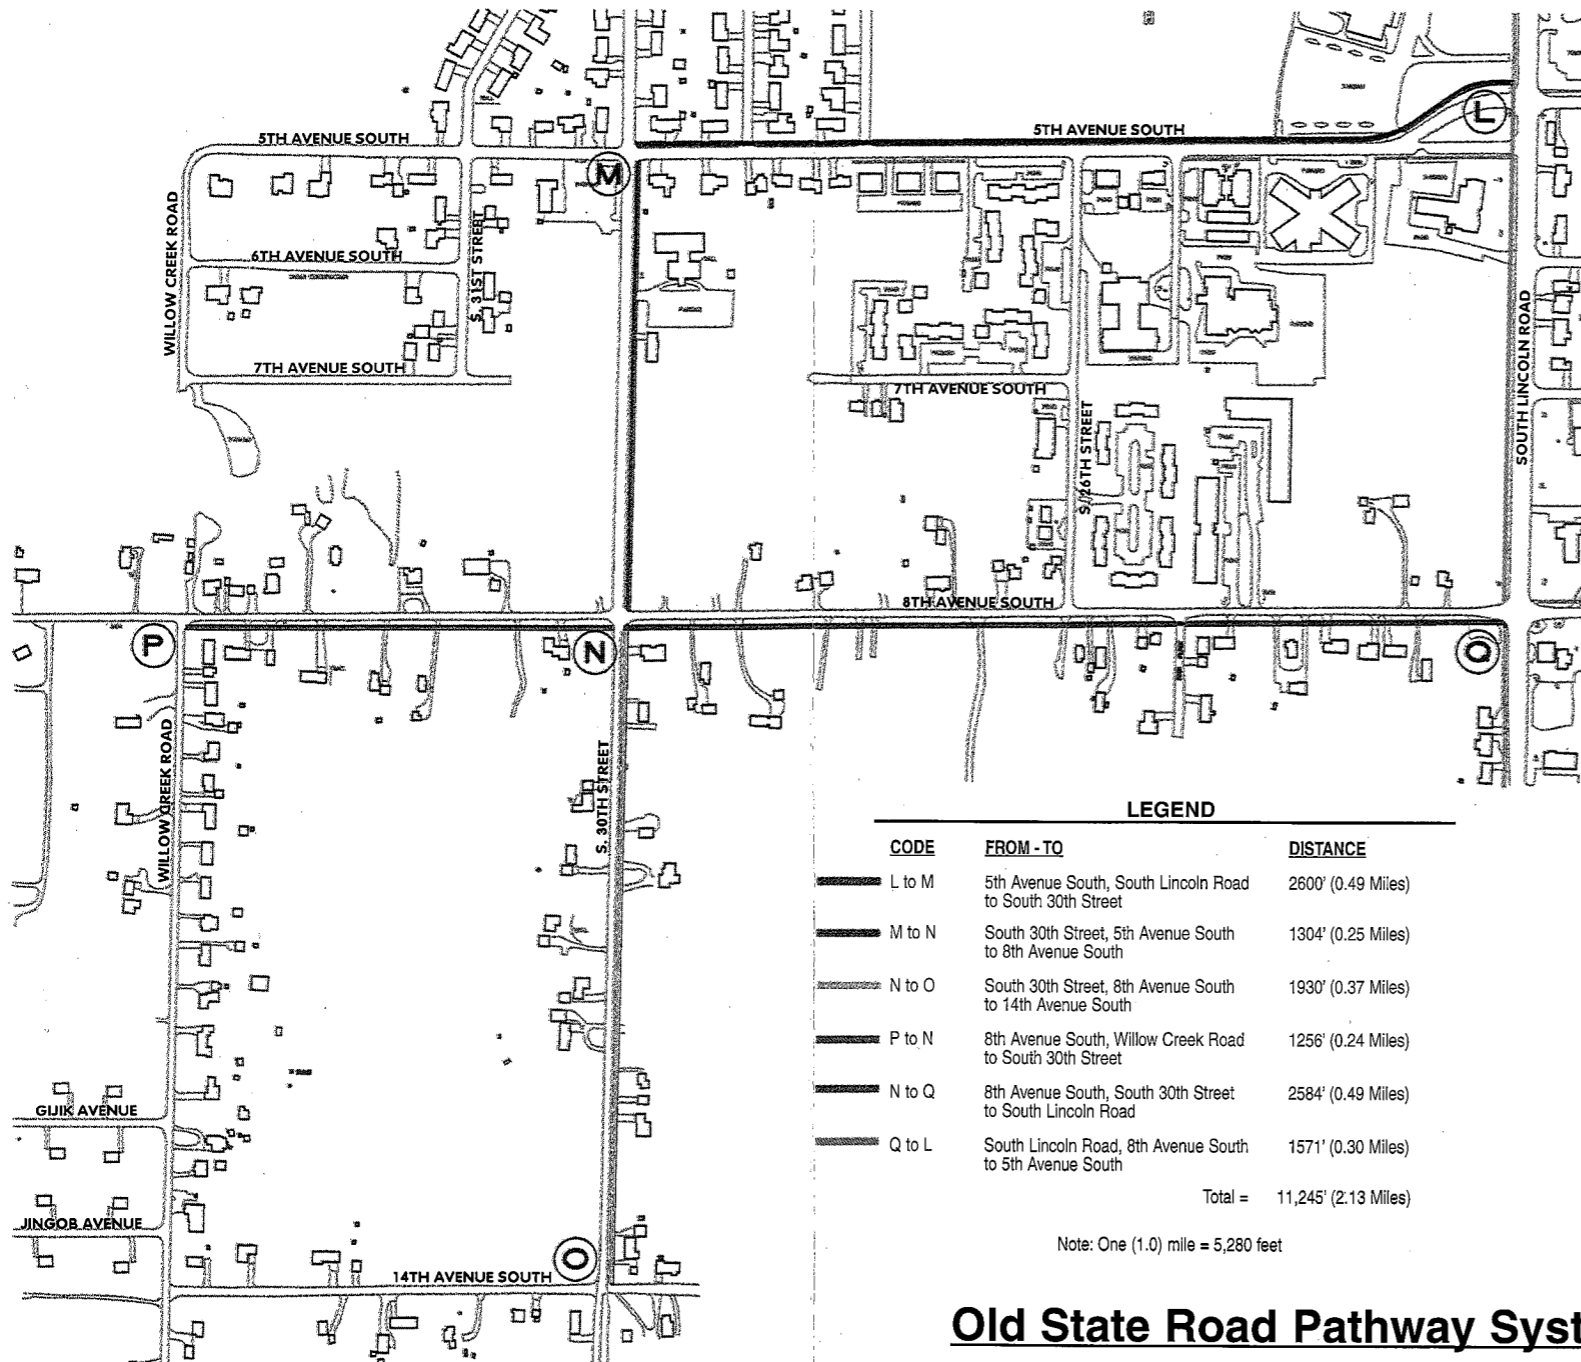 5TH AVENUE SOUTH
5TH AVENUE SOUTH
L
M
WILLOW CREEK ROAD
S. 31ST STREET
6TH AVENUE SOUTH
7TH AVENUE SOUTH
7TH AVENUE SOUTH
SOUTH LINCOLN ROAD
S. 26TH STREET
8TH AVENUE SOUTH
P
N
Q
WILLOW CREEK ROAD
S. 30TH STREET
GIJIK AVENUE
JINGOB AVENUE
O
14TH AVENUE SOUTH
LEGEND
CODE FROM - TO DISTANCE
L to M 5th Avenue South, South Lincoln Road 2600' (0.49 Miles)
to South 30th Street
M to N South 30th Street, 5th Avenue South 1304' (0.25 Miles)
to 8th Avenue South
N to O South 30th Street, 8th Avenue South 1930' (0.37 Miles)
to 14th Avenue South
P to N 8th Avenue South, Willow Creek Road 1256' (0.24 Miles)
to South 30th Street
N to Q 8th Avenue South, South 30th Street 2584' (0.49 Miles)
to South Lincoln Road
Q to L South Lincoln Road, 8th Avenue South 1571' (0.30 Miles)
to 5th Avenue South
Total = 11,245' (2.13 Miles)
Note: One (1.0) mile = 5,280 feet
Old State Road Pathway Syst